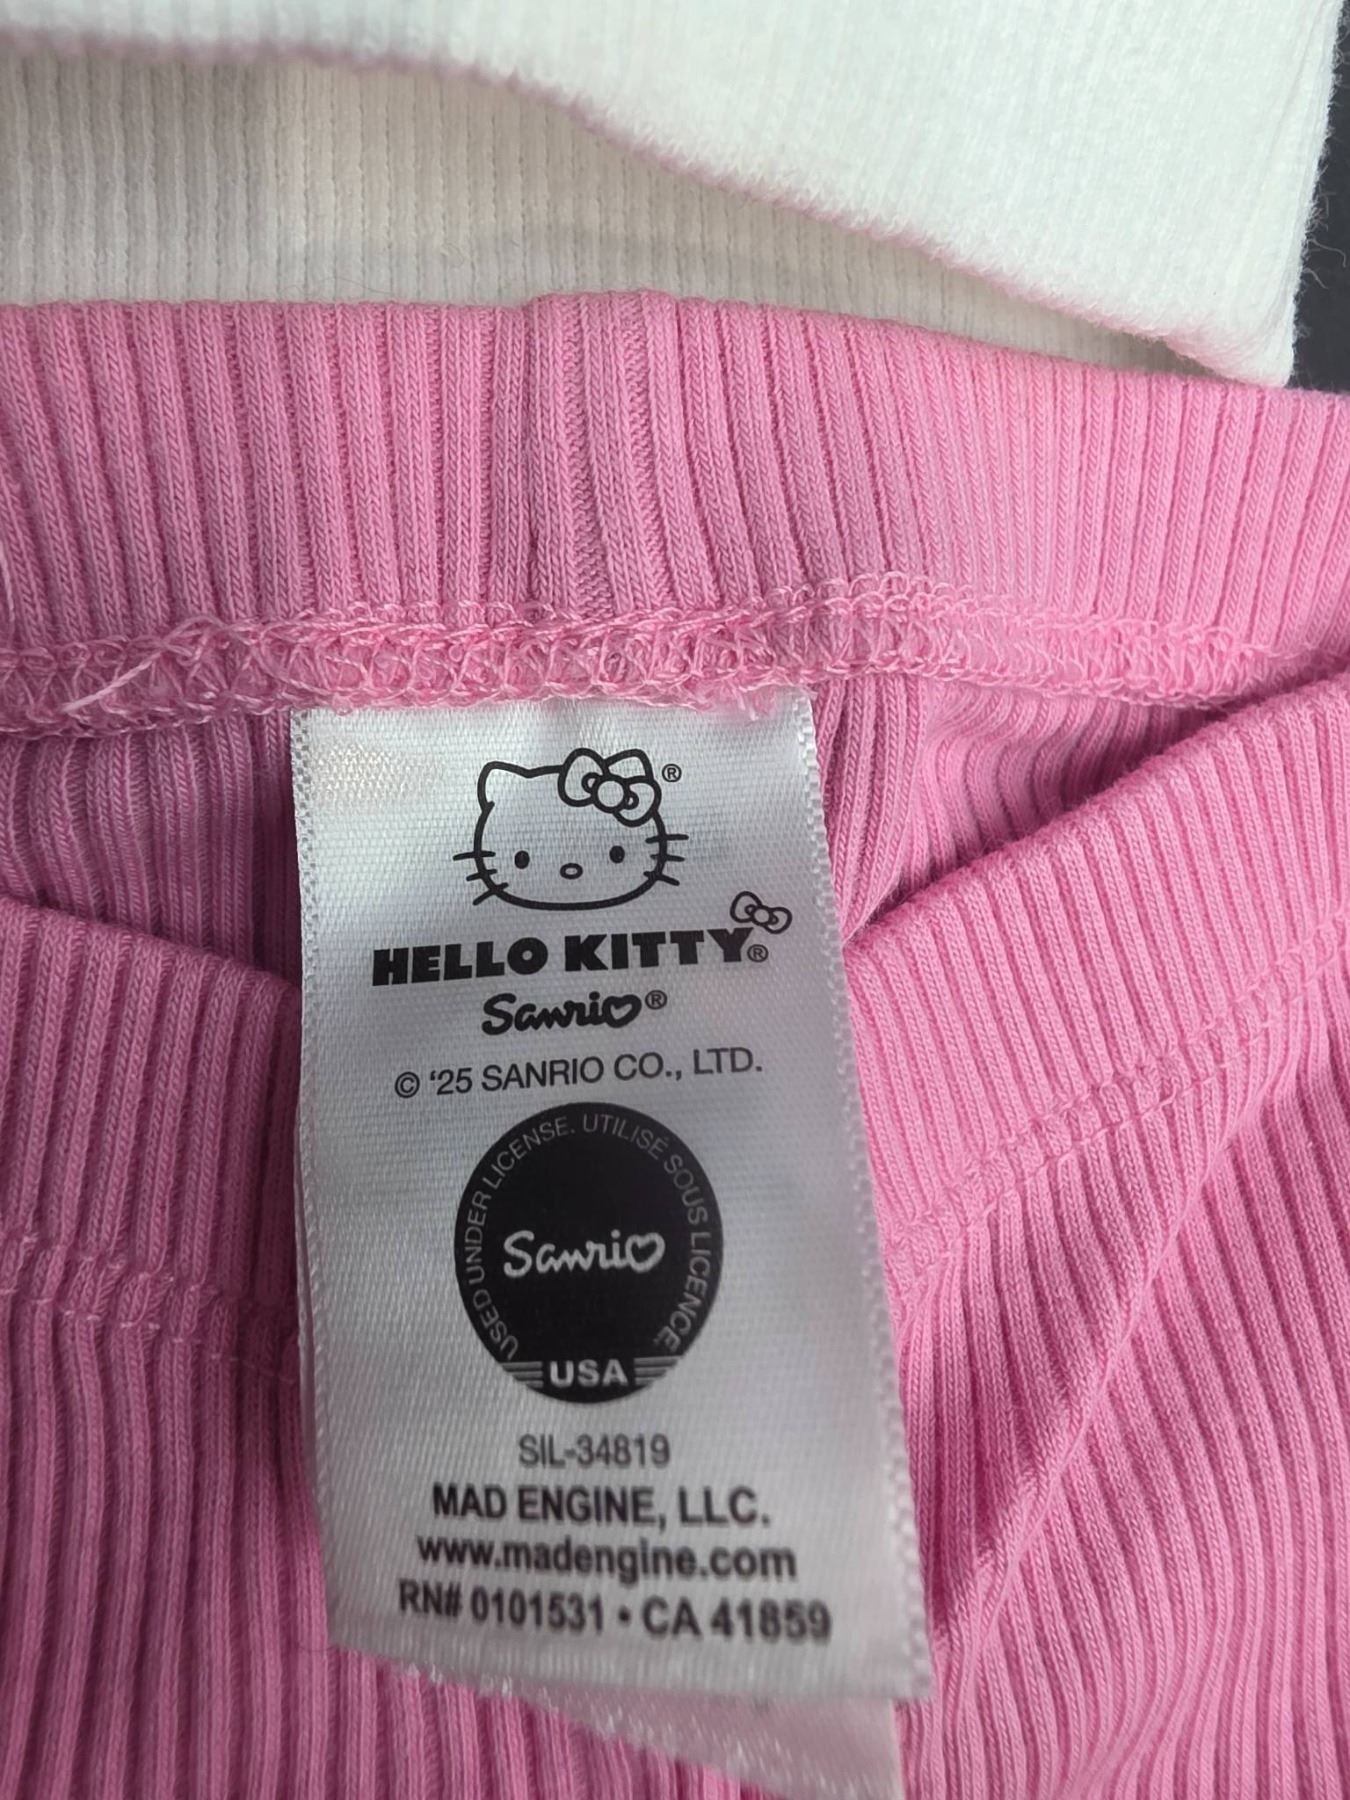 ®
HELLO KITTY®
Sanrio®
© '25 SANRIO CO., LTD.
USED UNDER LICENSE. UTILISÉ SOUS LICENCE.
Sanrio
USA
SIL-34819
MAD ENGINE, LLC.
www.madengine.com
RN# 0101531 • CA 41859